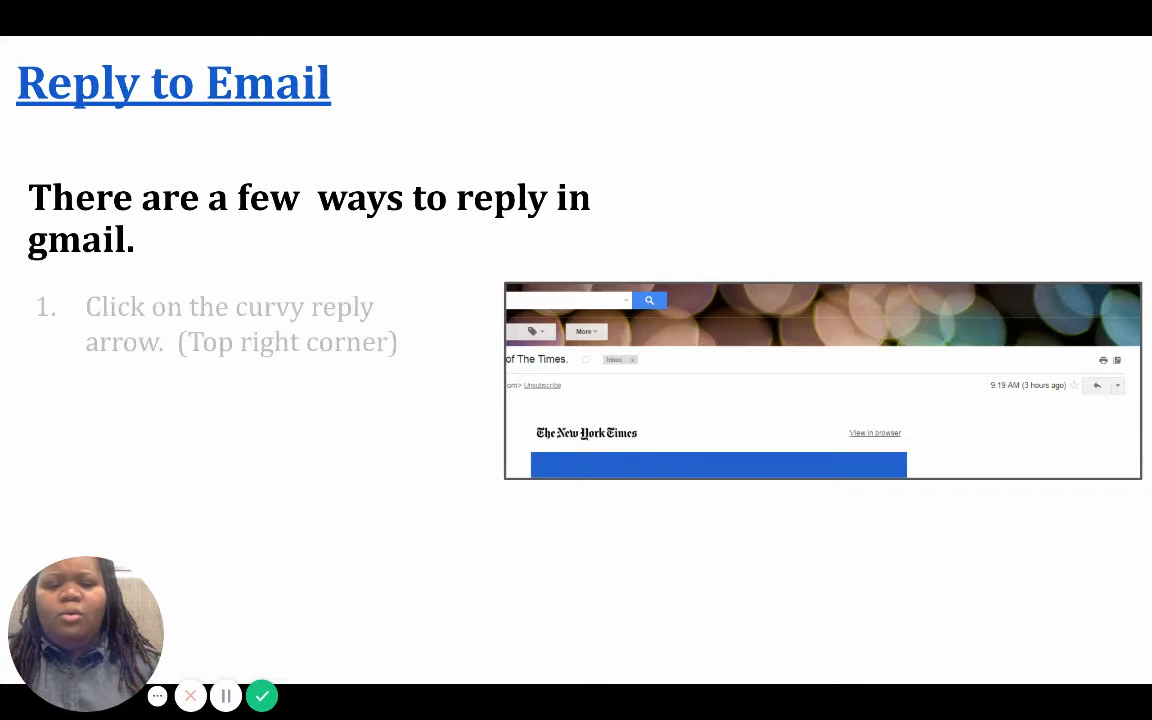 Reply to Email
There are a few  ways to reply in
gmail.
1. Click on the curvy reply
arrow.  (Top right corner)
More
of The Times.
Inbox x
om> Unsubscribe
9:19 AM (3 hours ago)
The New York Times
View in browser